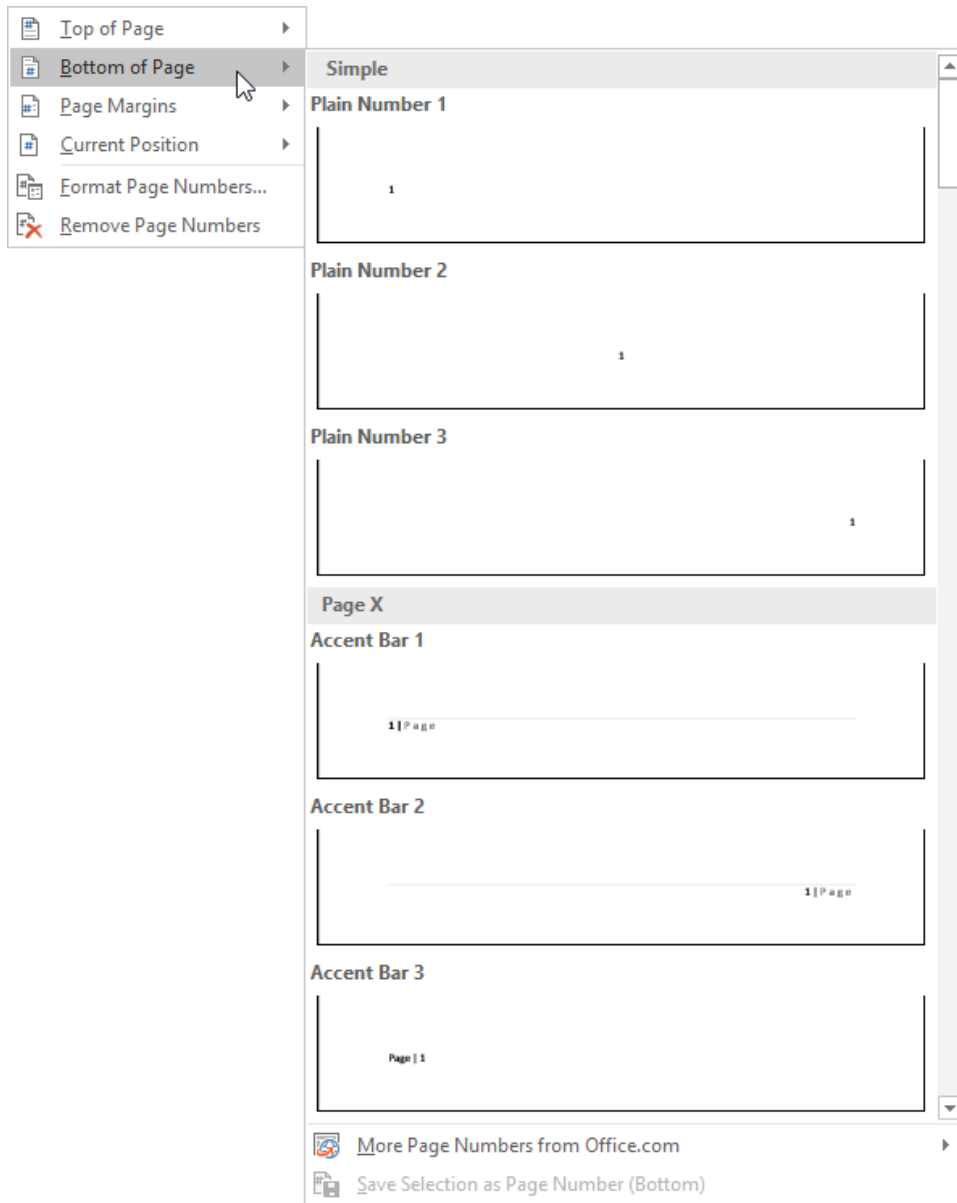 Top of Page
Bottom of Page
Page Margins
Current Position
Format Page Numbers...
Remove Page Numbers
Simple
Plain Number 1
1
Plain Number 2
1
Plain Number 3
1
Page X
Accent Bar 1
1 | Page
Accent Bar 2
1 | Page
Accent Bar 3
Page | 1
More Page Numbers from Office.com
Save Selection as Page Number (Bottom)